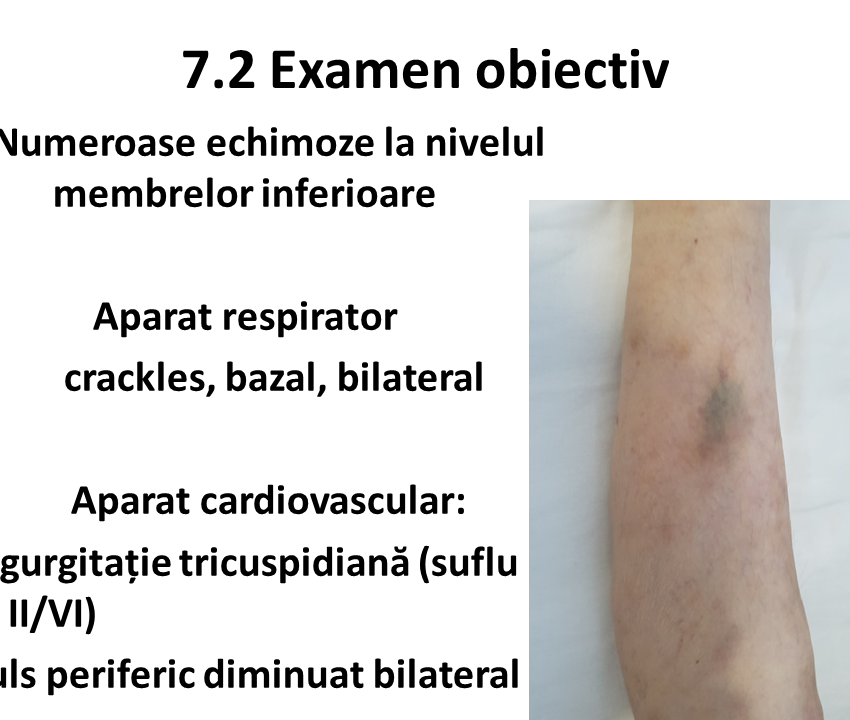 7.2 Examen obiectiv
Numeroase echimoze la nivelul
membrelor inferioare
Aparat respirator
crackles, bazal, bilateral
Aparat cardiovascular:
gurgitație tricuspidiană (suflu
II/VI)
uls periferic diminuat bilateral